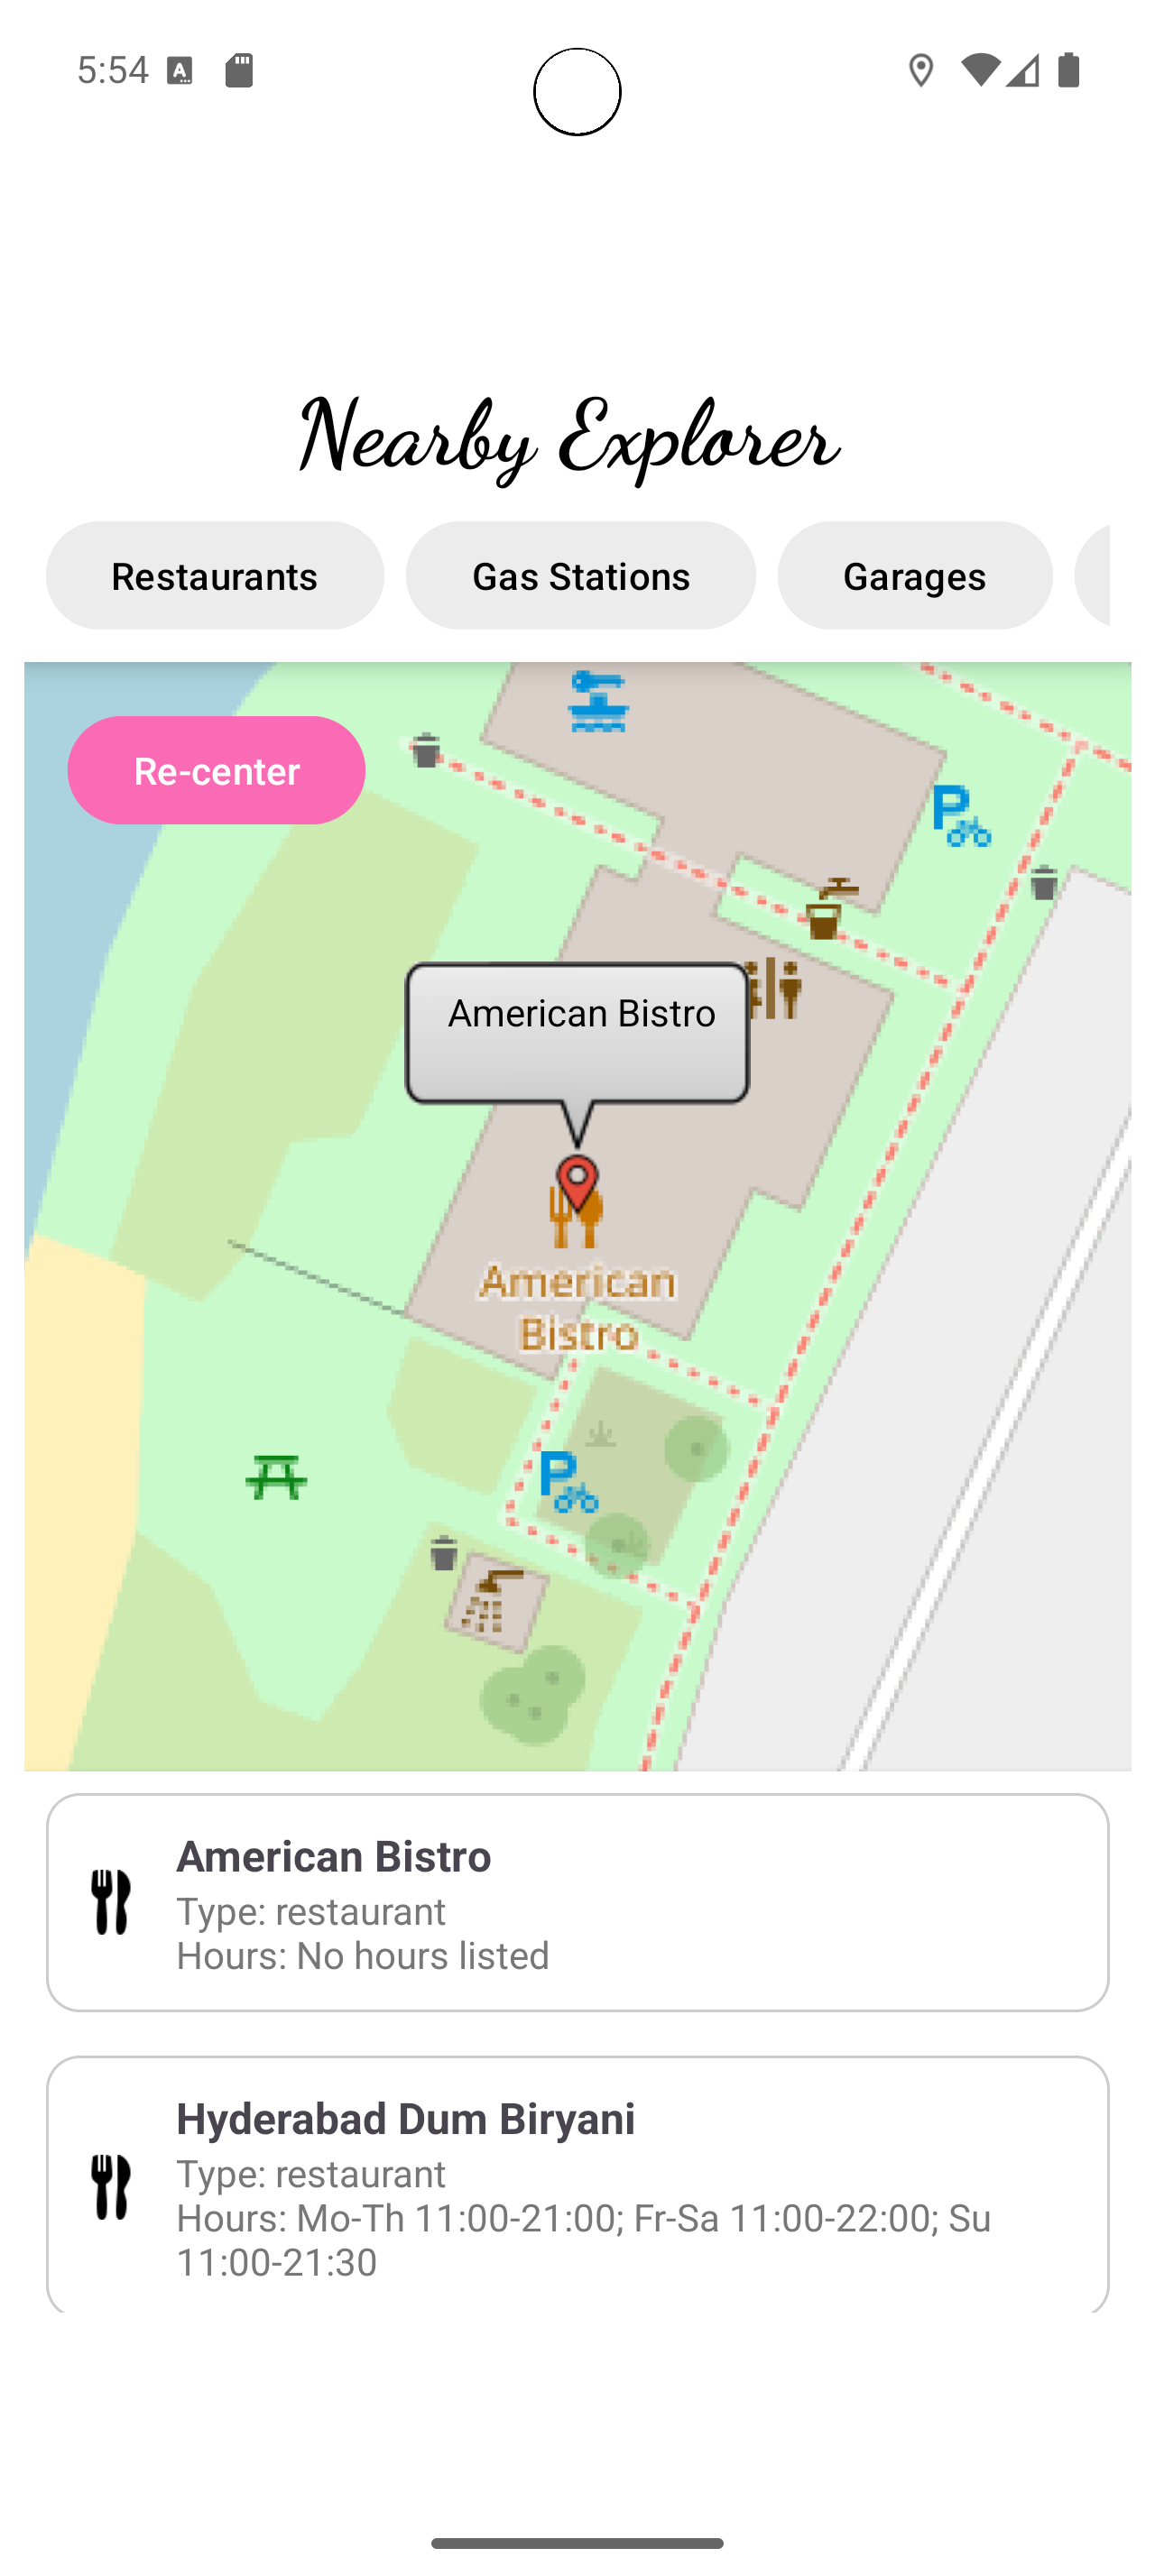 5:54
Nearby Explorer
Restaurants
Gas Stations
Garages
Re-center
P
American Bistro
American
Bistro
P
American Bistro
Type: restaurant
Hours: No hours listed
Hyderabad Dum Biryani
Type: restaurant
Hours: Mo-Th 11:00-21:00; Fr-Sa 11:00-22:00; Su
11:00-21:30